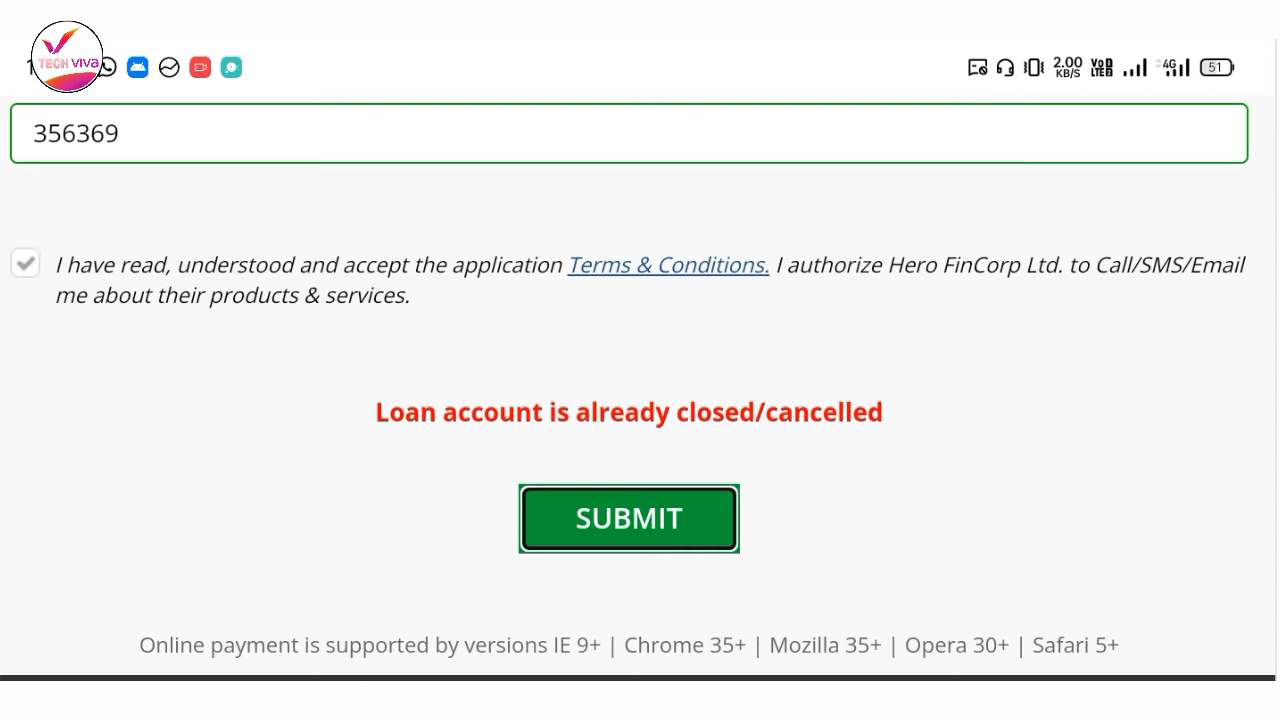 TECH VIVA
2.00
KB/S
VoD
LTE
4G
51
356369
I have read, understood and accept the application Terms & Conditions. I authorize Hero FinCorp Ltd. to Call/SMS/Email
me about their products & services.
Loan account is already closed/cancelled
SUBMIT
Online payment is supported by versions IE 9+ | Chrome 35+ | Mozilla 35+ | Opera 30+ | Safari 5+